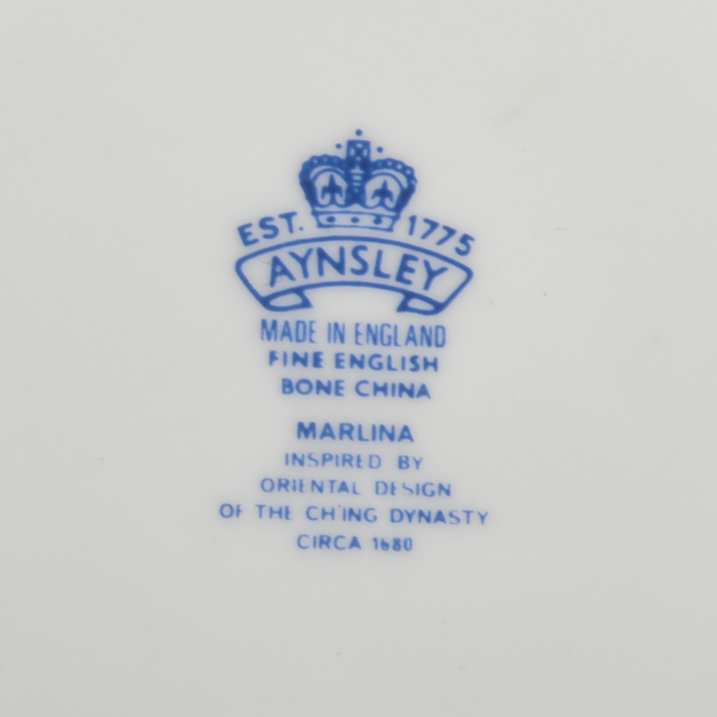 EST. 1775
AYNSLEY
MADE IN ENGLAND
FINE ENGLISH
BONE CHINA
MARLINA
INSPIRED BY
ORIENTAL DESIGN
OF THE CH'ING DYNASTY
CIRCA 1680